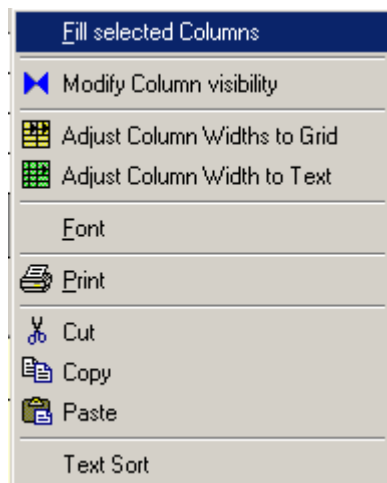 Fill selected Columns
Modify Column visibility
Adjust Column Widths to Grid
Adjust Column Width to Text
Font
Print
Cut
Copy
Paste
Text Sort